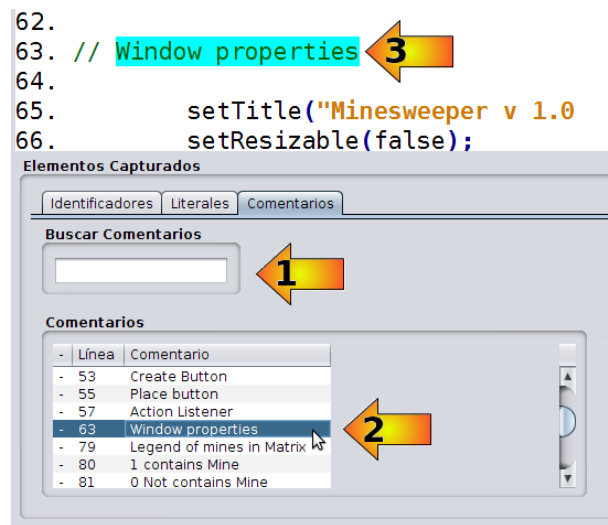 62.
63. // Window properties 3
64.
65. setTitle("Minesweeper v 1.0
66. setResizable(false);
Elementos Capturados
Identificadores Literales Comentarios
Buscar Comentarios
1
Comentarios
- Línea Comentario
- 53 Create Button
- 55 Place button
- 57 Action Listener
- 63 Window properties 2
- 79 Legend of mines in Matrix
- 80 1 contains Mine
- 81 0 Not contains Mine